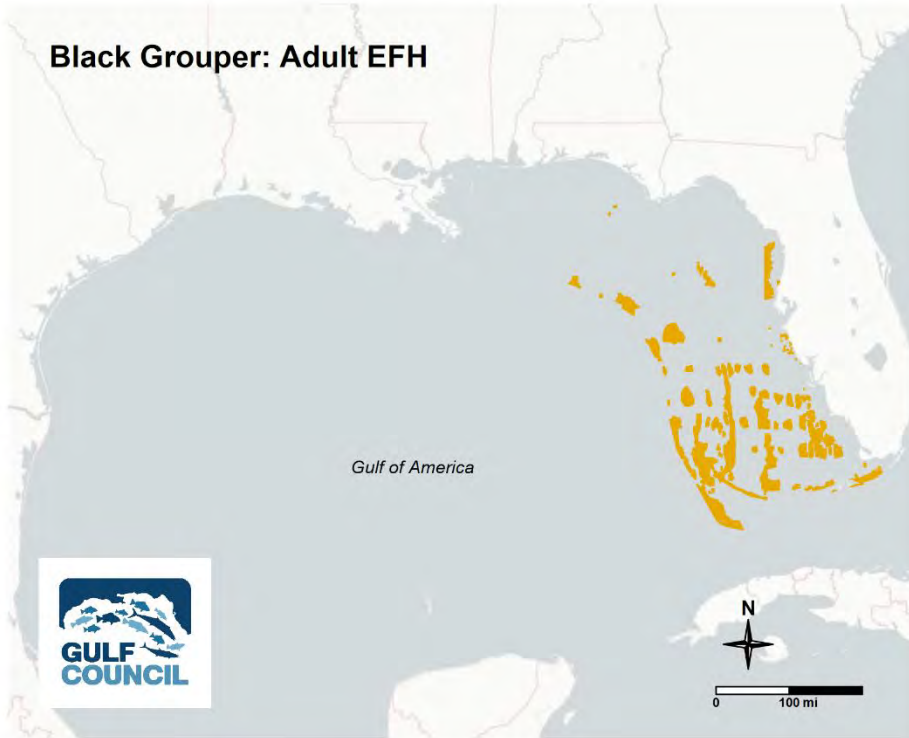 Black Grouper: Adult EFH
Gulf of America
GULF
COUNCIL
N
0 100 mi